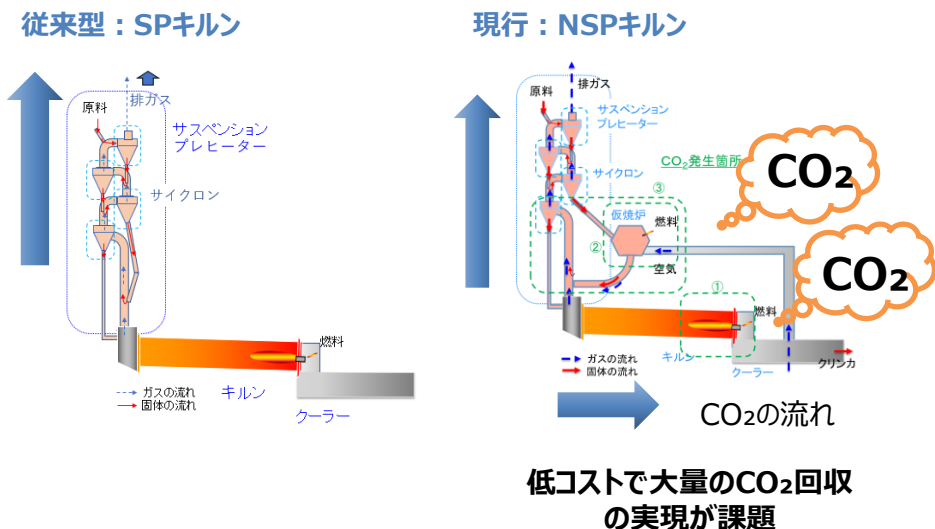 従来型：SPキルン
排ガス
原料
サスペンション
プレヒーター
サイクロン
燃料
ガスの流れ
固体の流れ
キルン
クーラー
現行：NSPキルン
排ガス
原料
サスペンション
プレヒーター
CO₂発生箇所
サイクロン
③
仮焼炉
燃料
②
空気
①
燃料
キルン
クーラー
クリンカ
ガスの流れ
固体の流れ
CO₂
CO₂
CO₂の流れ
低コストで大量のCO₂回収
の実現が課題